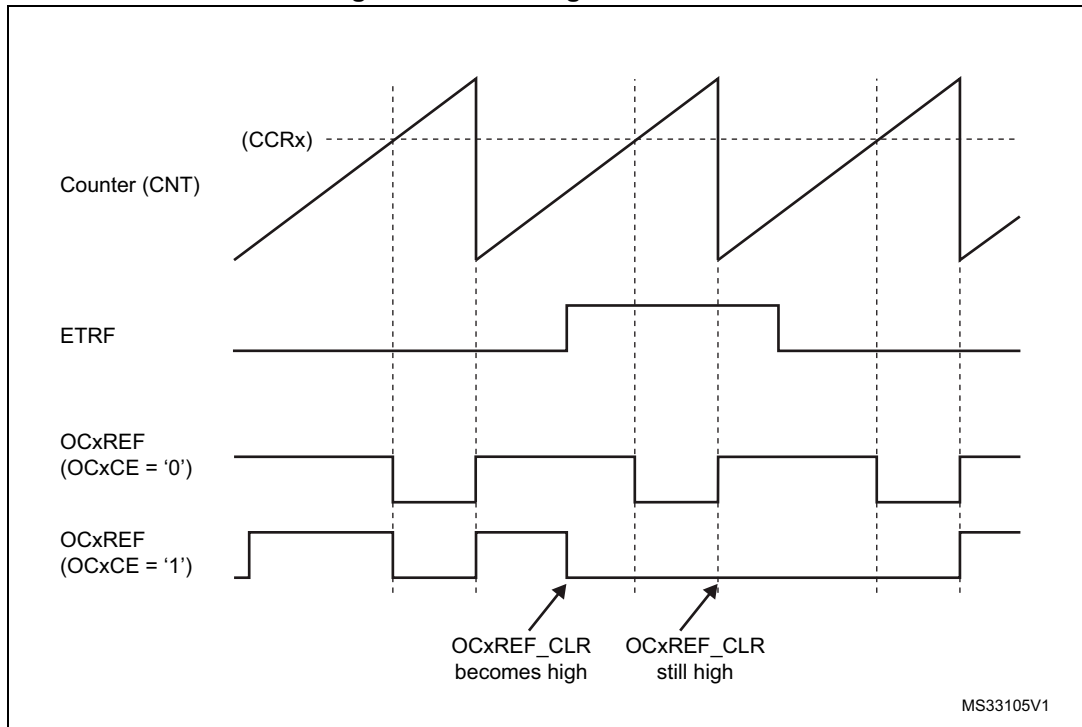 (CCRx)
Counter (CNT)
ETRF
OCxREF
(OCxCE = ‘0’)
OCxREF
(OCxCE = ‘1’)
OCxREF_CLR
becomes high
OCxREF_CLR
still high
MS33105V1